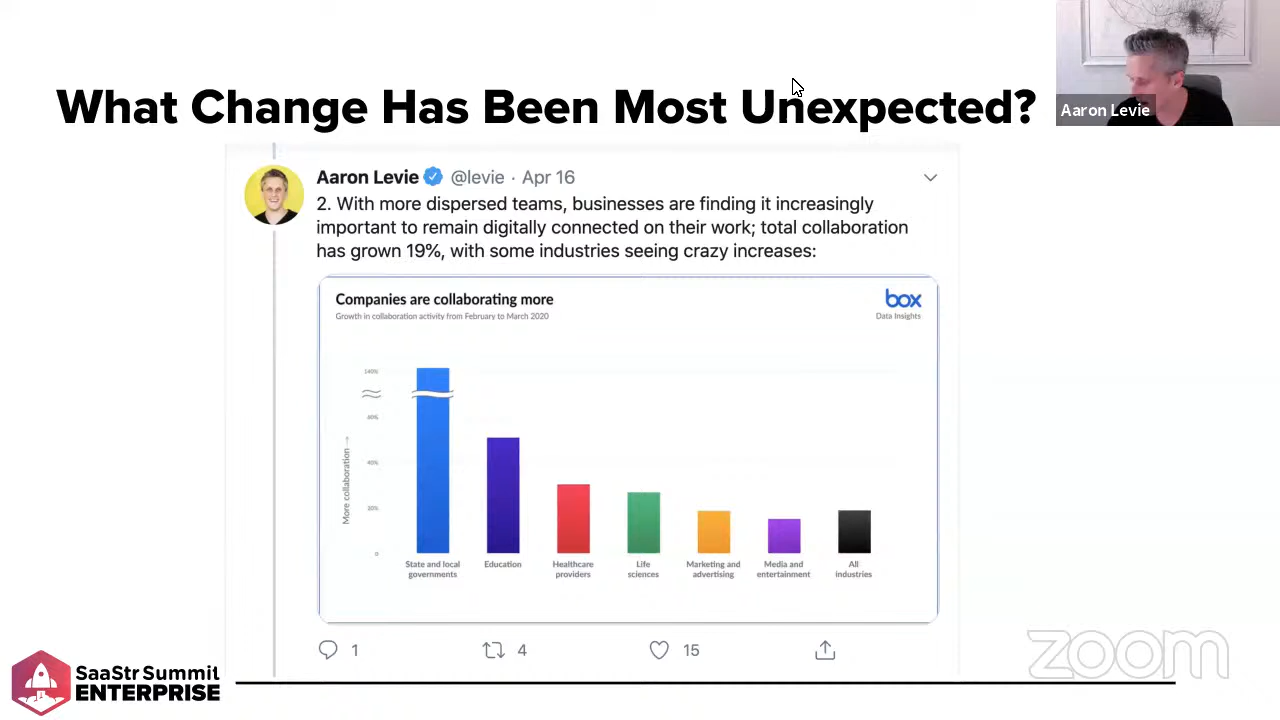 What Change Has Been Most Unexpected?
Aaron Levie
Aaron Levie @levie · Apr 16
2. With more dispersed teams, businesses are finding it increasingly
important to remain digitally connected on their work; total collaboration
has grown 19%, with some industries seeing crazy increases:
Companies are collaborating more
Growth in collaboration activity from February to March 2020
box
Data Insights
140%
40%
20%
0
More collaboration →
State and local
governments
Education
Healthcare
providers
Life
sciences
Marketing and
advertising
Media and
entertainment
All
industries
1
4
15
SaaStr Summit
ENTERPRISE
zoom